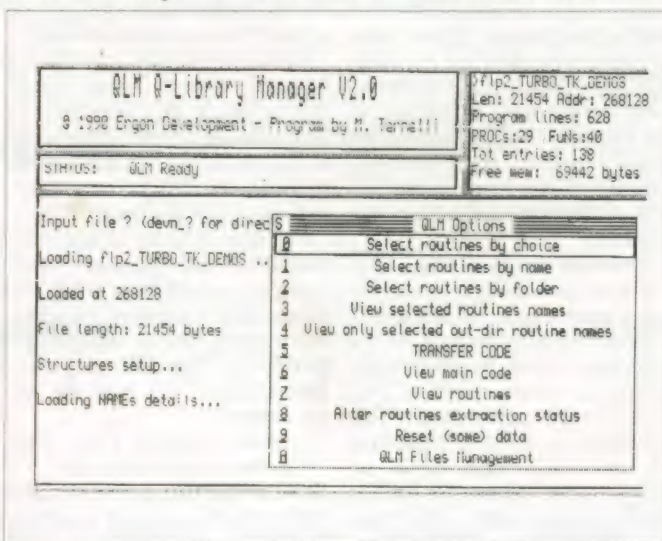 QLM Q-Library Manager V2.0
© 1990 Ergon Development - Program by M. Tarnelli
STATUS: QLM Ready
>flp2_TURBO_TK_DEMOS
Len: 21454 Addr: 268128
Program lines: 628
PROCs:29 FuNs:40
Tot entries: 138
Free mem: 69442 bytes
Input file ? (devn_? for direc
Loading flp2_TURBO_TK_DEMOS ..
Loaded at 268128
File length: 21454 bytes
Structures setup...
Loading NAMEs details...
S QLM Options
0 Select routines by choice
1 Select routines by name
2 Select routines by folder
3 View selected routines names
4 View only selected out-dir routine names
5 TRANSFER CODE
6 View main code
7 View routines
8 Alter routines extraction status
9 Reset (some) data
A QLM Files Management